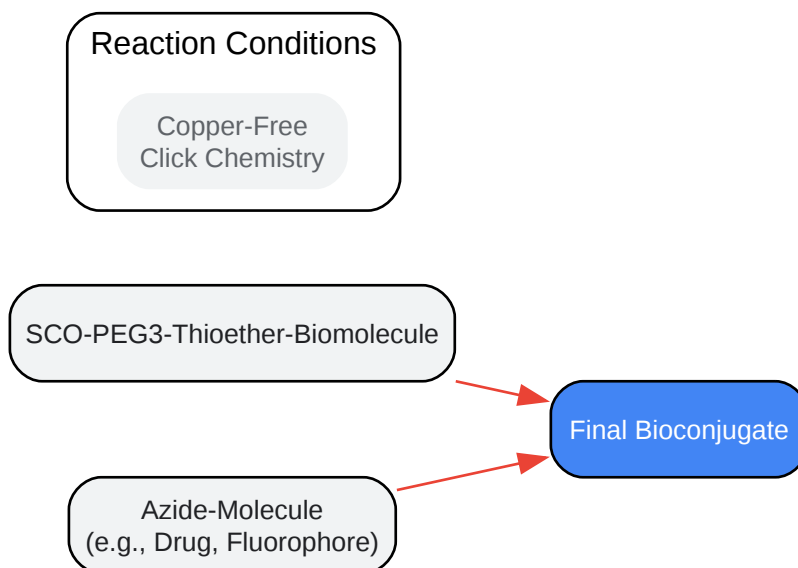 Reaction Conditions
Copper-Free
Click Chemistry
SCO-PEG3-Thioether-Biomolecule
Final Bioconjugate
Azide-Molecule
(e.g., Drug, Fluorophore)